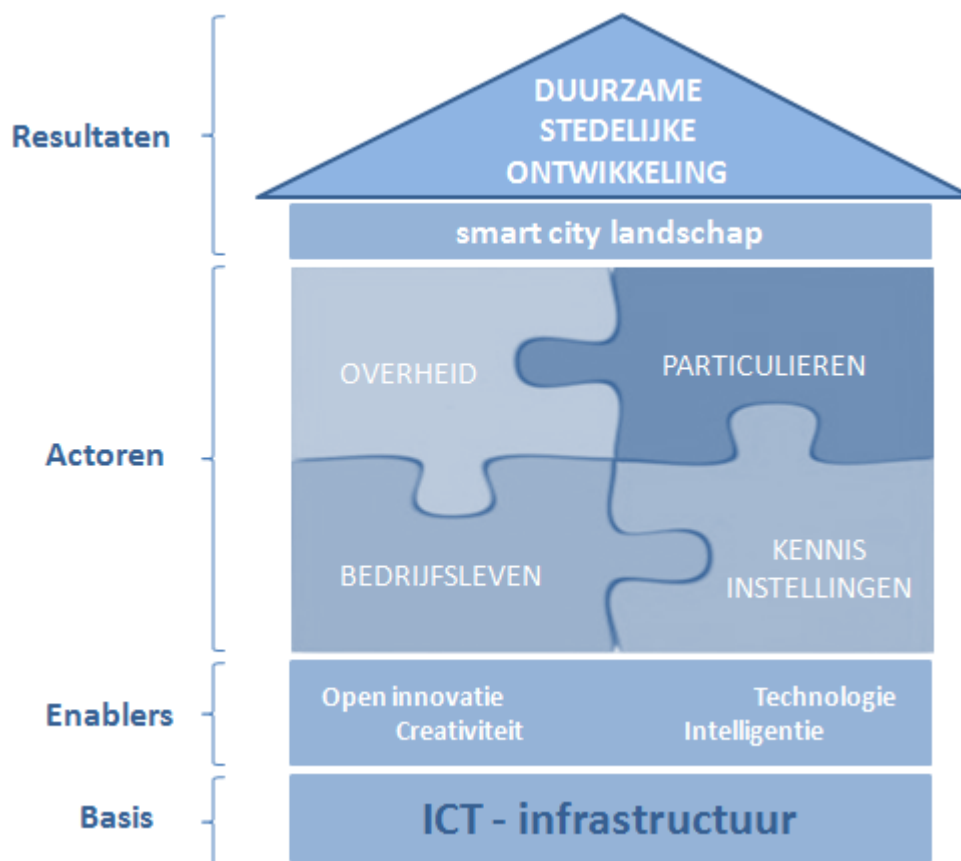 DUURZAME
STEDELIJKE
ONTWIKKELING
Resultaten
smart city landschap
OVERHEID
PARTICULIEREN
Actoren
BEDRIJFSLEVEN
KENNIS
INSTELLINGEN
Enablers
Open innovatie
Technologie
Creativiteit
Intelligentie
Basis
ICT - infrastructuur